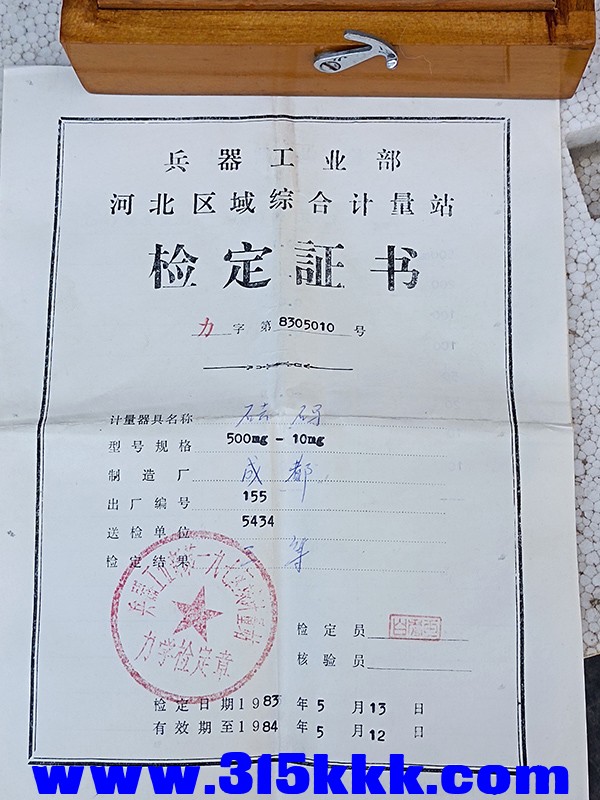 兵器工业部
河北区域综合计量站
检定証书
力 字 第 8305010 号
计量器具名称 砝码
型号规格 500mg - 10mg
制造厂 成都
出厂编号 155
送检单位 5434
检定结果 等
力学检定章
检定员
核验员
检定日期 1983 年 5 月 13 日
有效期至 1984 年 5 月 12 日
www.315kkk.com